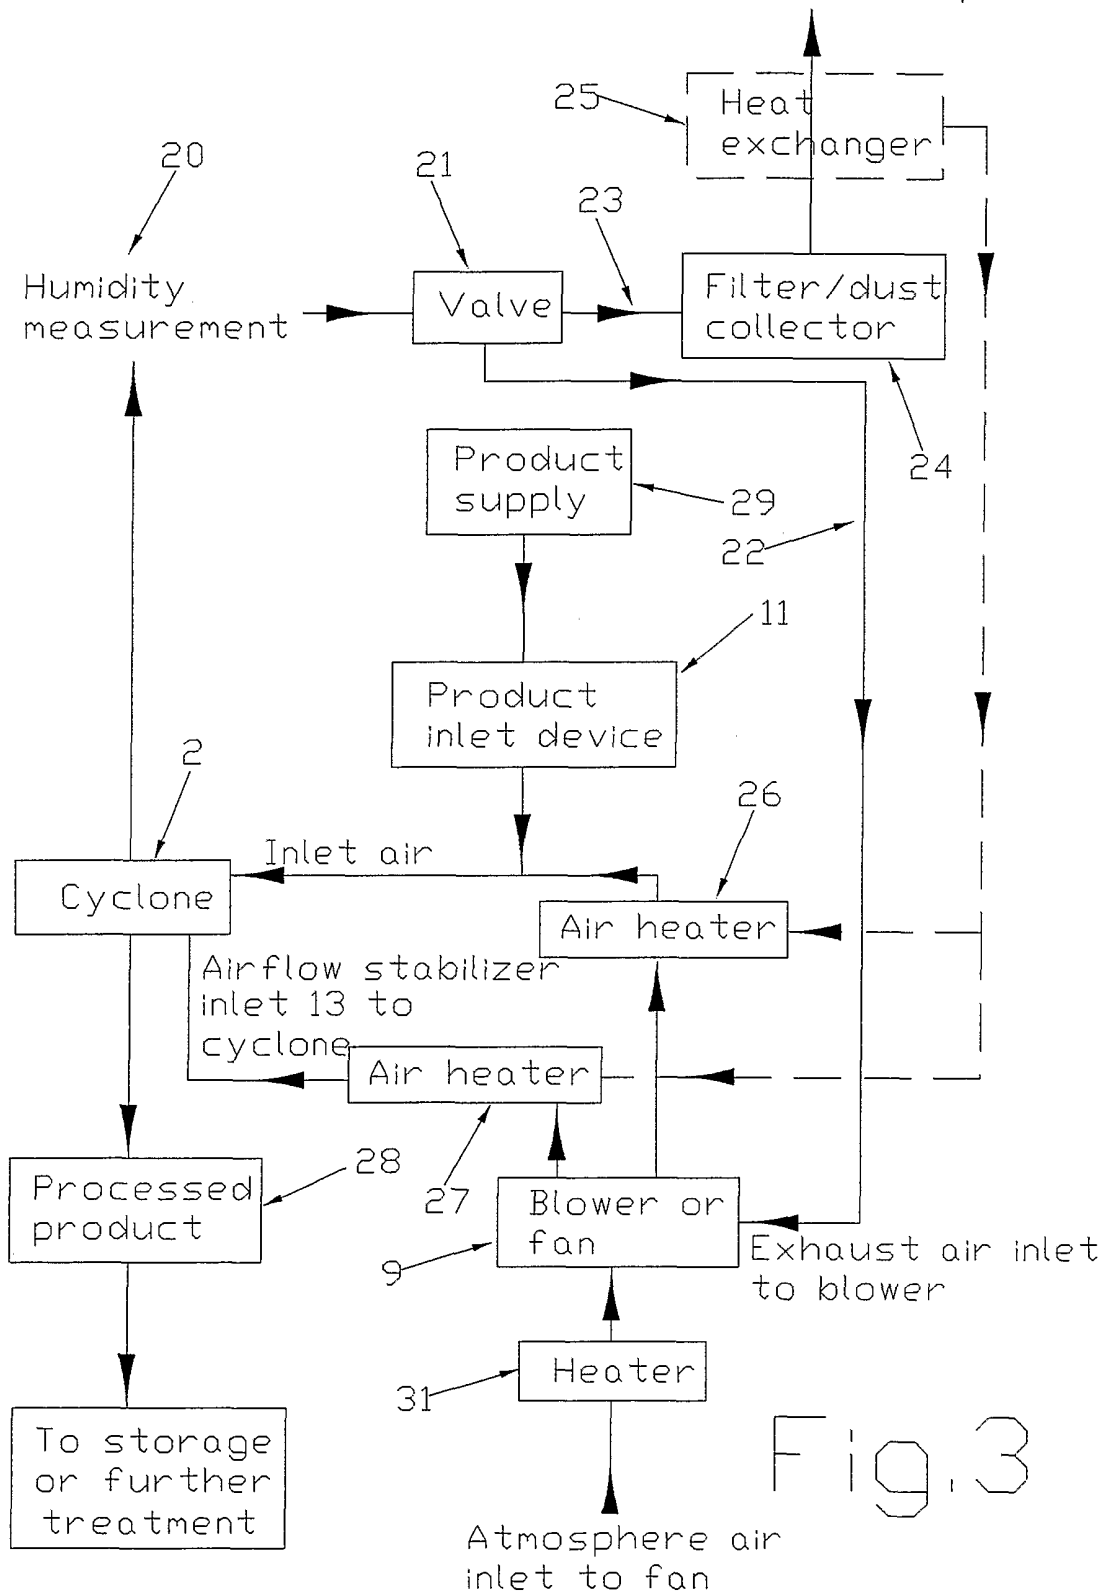 25
Heat
exchanger
20
21
23
Humidity
measurement
Valve
Filter/dust
collector
24
Product
supply
29
22
11
Product
inlet device
2
26
Inlet air
Cyclone
Air heater
Airflow stabilizer
inlet 13 to
cyclone
Air heater
28
27
Processed
product
Blower or
fan
9
Exhaust air inlet
to blower
Heater
31
To storage
or further
treatment
Fig.3
Atmosphere air
inlet to fan